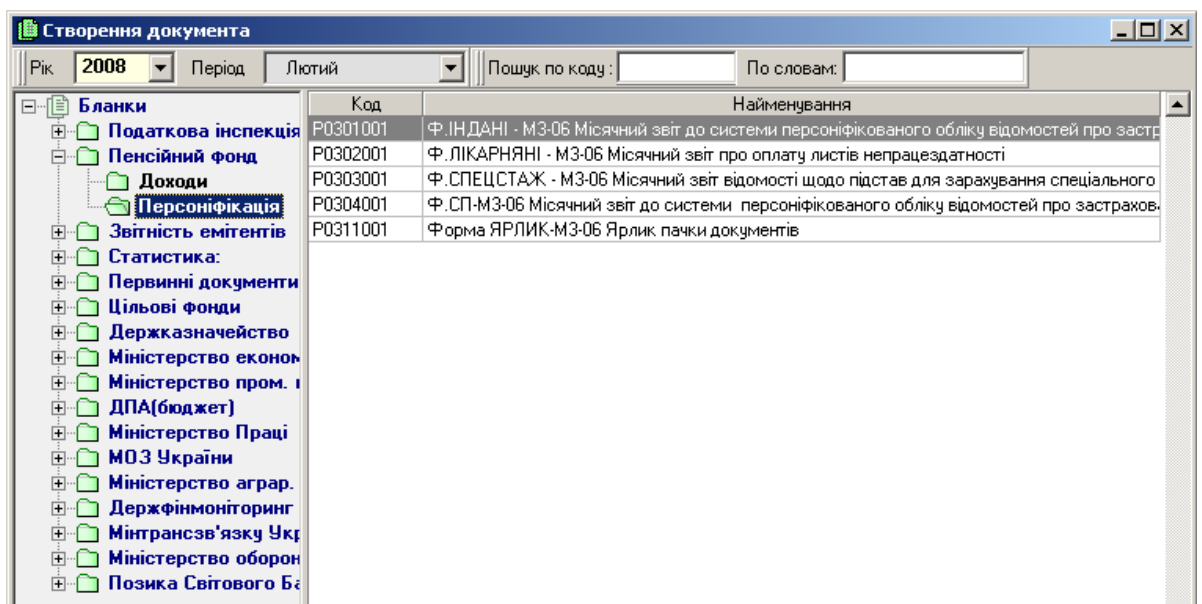 Створення документа
Рік 2008 Період Лютий Пошук по коду : По словам:
Бланки
Податкова інспекція
Пенсійний фонд
Доходи
Персоніфікація
Звітність емітентів
Статистика:
Первинні документи
Цільові фонди
Держказначейство
Міністерство економ
Міністерство пром.
ДПА(бюджет)
Міністерство Праці
МОЗ України
Міністерство аграр.
Держфінмоніторинг
Мінтрансзв'язку Укр
Міністерство оборон
Позика Світового Ба
Код Найменування
P0301001 Ф.ІНДАНІ - МЗ-06 Місячний звіт до системи персоніфікованого обліку відомостей про застр
P0302001 Ф.ЛІКАРНЯНІ - МЗ-06 Місячний звіт про оплату листів непрацездатності
P0303001 Ф.СПЕЦСТАЖ - МЗ-06 Місячний звіт відомості щодо підстав для зарахування спеціального
P0304001 Ф.СП-МЗ-06 Місячний звіт до системи персоніфікованого обліку відомостей про застрахов
P0311001 Форма ЯРЛИК-МЗ-06 Ярлик пачки документів